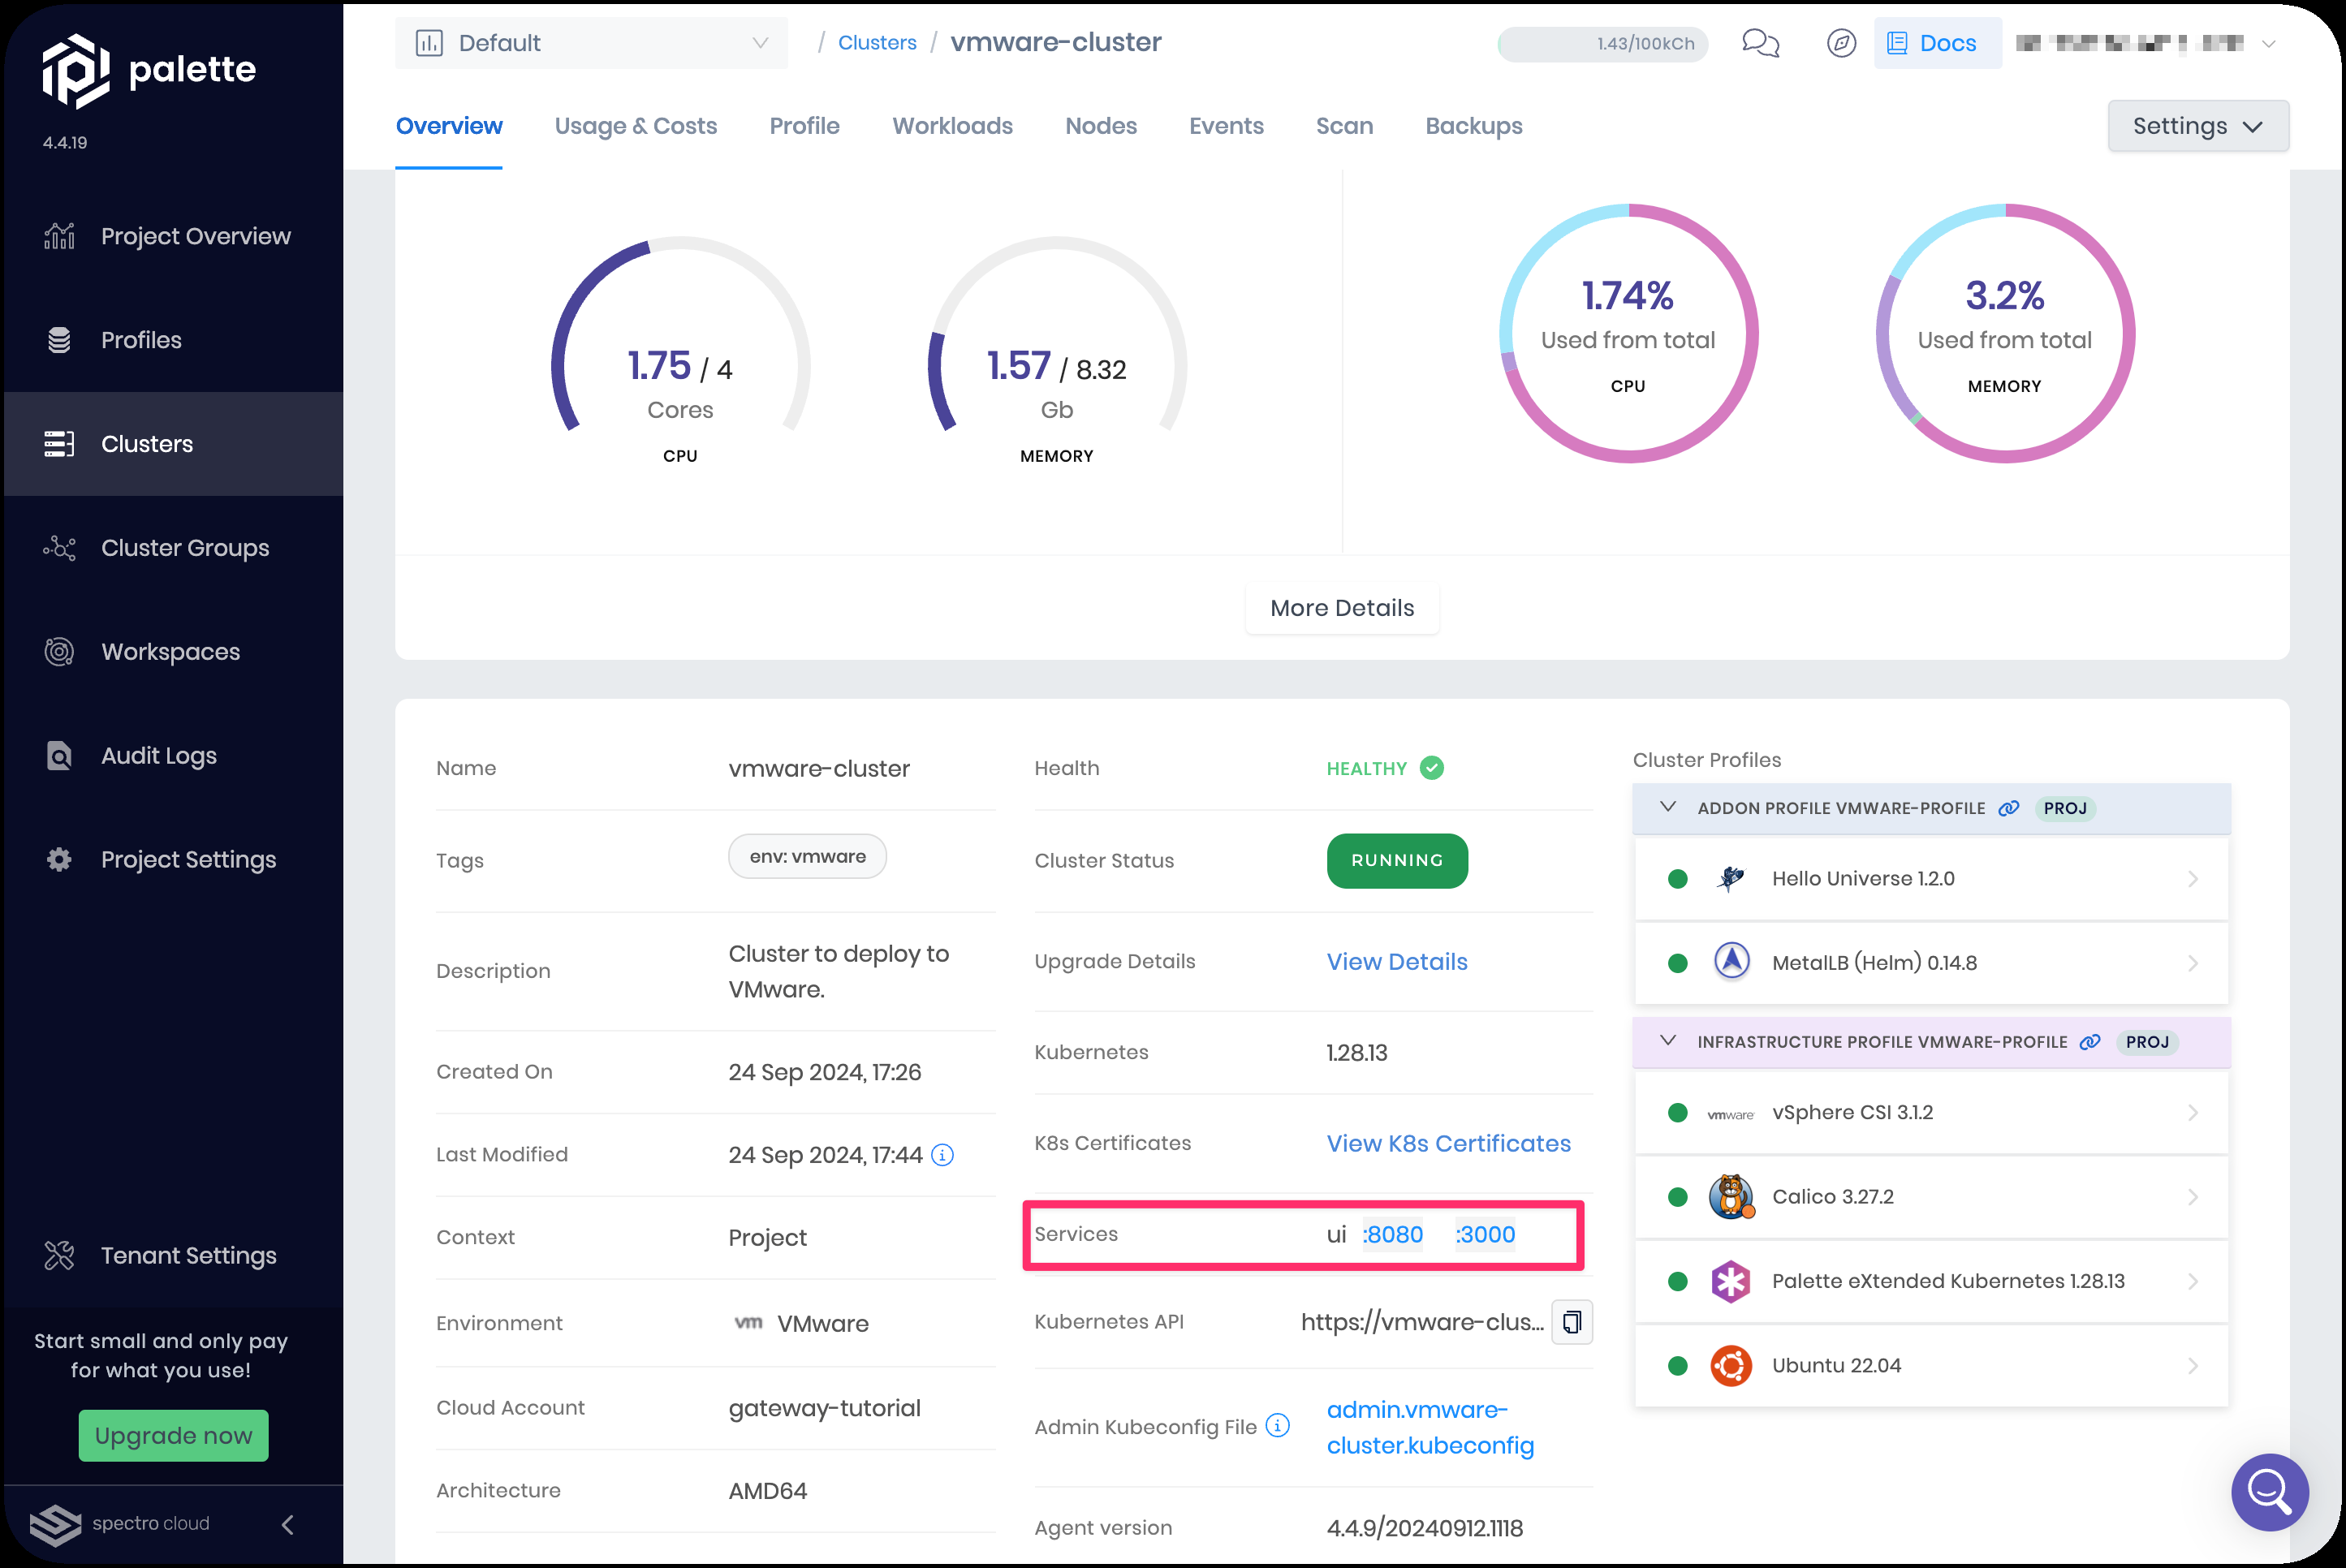 palette
4.4.19
Project Overview
Profiles
Clusters
Cluster Groups
Workspaces
Audit Logs
Project Settings
Tenant Settings
Start small and only pay
for what you use!
Upgrade now
spectro cloud
Default
/ Clusters / vmware-cluster
1.43/100kCh
Docs
Overview
Usage & Costs
Profile
Workloads
Nodes
Events
Scan
Backups
Settings
1.75 / 4
Cores
CPU
1.57 / 8.32
Gb
MEMORY
1.74%
Used from total
CPU
3.2%
Used from total
MEMORY
More Details
Name vmware-cluster
Tags env: vmware
Description Cluster to deploy to
VMware.
Created On 24 Sep 2024, 17:26
Last Modified 24 Sep 2024, 17:44
Context Project
Environment vm VMware
Cloud Account gateway-tutorial
Architecture AMD64
Health HEALTHY
Cluster Status RUNNING
Upgrade Details View Details
Kubernetes 1.28.13
K8s Certificates View K8s Certificates
Services ui :8080 :3000
Kubernetes API https://vmware-clus...
Admin Kubeconfig File admin.vmware-
cluster.kubeconfig
Agent version 4.4.9/20240912.1118
Cluster Profiles
ADDON PROFILE VMWARE-PROFILE PROJ
Hello Universe 1.2.0
MetalLB (Helm) 0.14.8
INFRASTRUCTURE PROFILE VMWARE-PROFILE PROJ
vmware vSphere CSI 3.1.2
Calico 3.27.2
Palette eXtended Kubernetes 1.28.13
Ubuntu 22.04